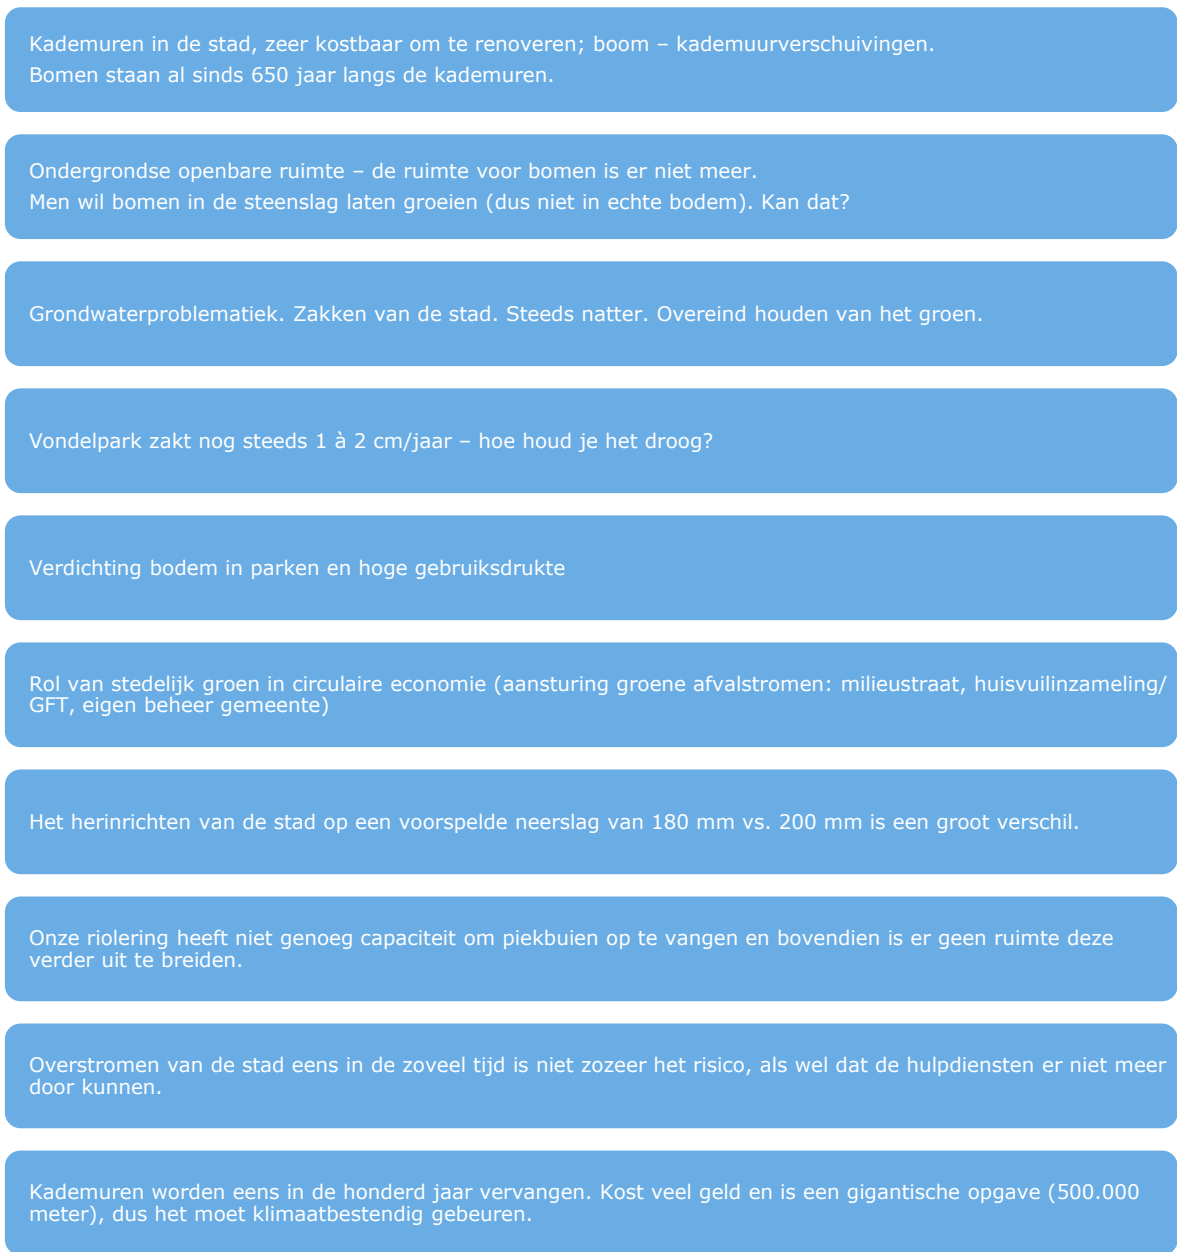 Kademuren in de stad, zeer kostbaar om te renoveren; boom – kademuurverschuivingen.
Bomen staan al sinds 650 jaar langs de kademuren.
Ondergrondse openbare ruimte – de ruimte voor bomen is er niet meer.
Men wil bomen in de steenslag laten groeien (dus niet in echte bodem). Kan dat?
Grondwaterproblematiek. Zakken van de stad. Steeds natter. Overeind houden van het groen.
Vondelpark zakt nog steeds 1 à 2 cm/jaar – hoe houd je het droog?
Verdichting bodem in parken en hoge gebruiksdrukte
Rol van stedelijk groen in circulaire economie (aansturing groene afvalstromen: milieustraat, huisvuilinzameling/
GFT, eigen beheer gemeente)
Het herinrichten van de stad op een voorspelde neerslag van 180 mm vs. 200 mm is een groot verschil.
Onze riolering heeft niet genoeg capaciteit om piekbuien op te vangen en bovendien is er geen ruimte deze
verder uit te breiden.
Overstromen van de stad eens in de zoveel tijd is niet zozeer het risico, als wel dat de hulpdiensten er niet meer
door kunnen.
Kademuren worden eens in de honderd jaar vervangen. Kost veel geld en is een gigantische opgave (500.000
meter), dus het moet klimaatbestendig gebeuren.